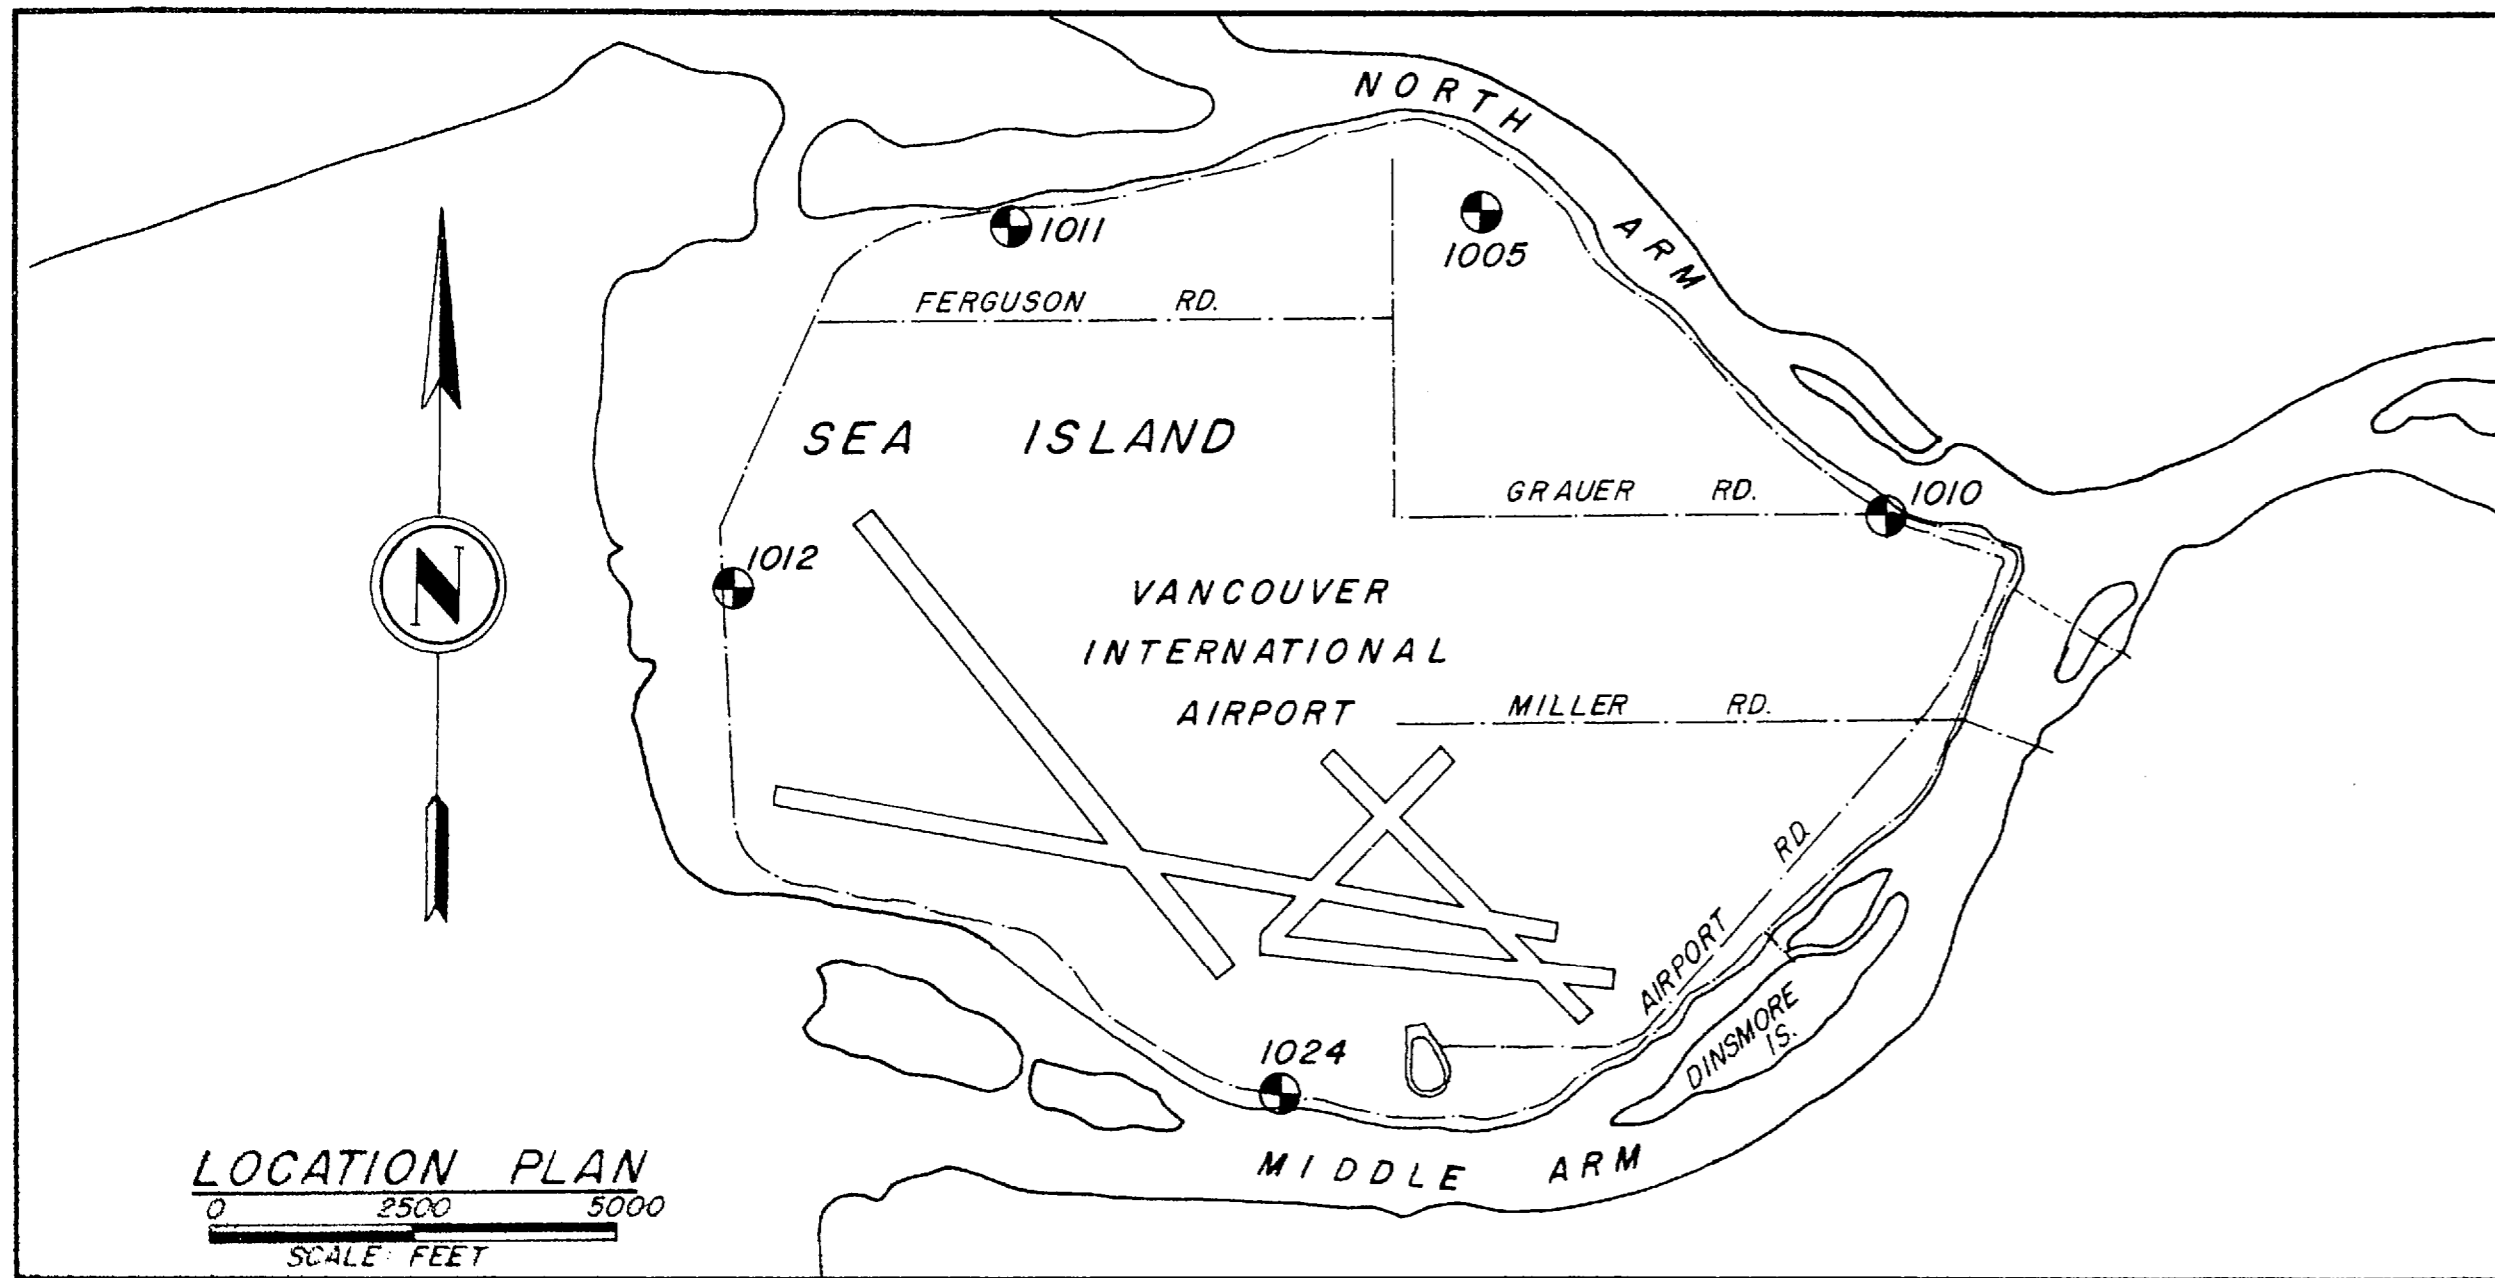 NORTH
ARM
1011
1005
FERGUSON RD.
SEA ISLAND
GRAUER RD.
1010
1012
N
VANCOUVER
INTERNATIONAL
AIRPORT
MILLER RD.
AIRPORT RD.
DINSMORE
IS.
1024
MIDDLE ARM
LOCATION PLAN
0 2500 5000
SCALE: FEET